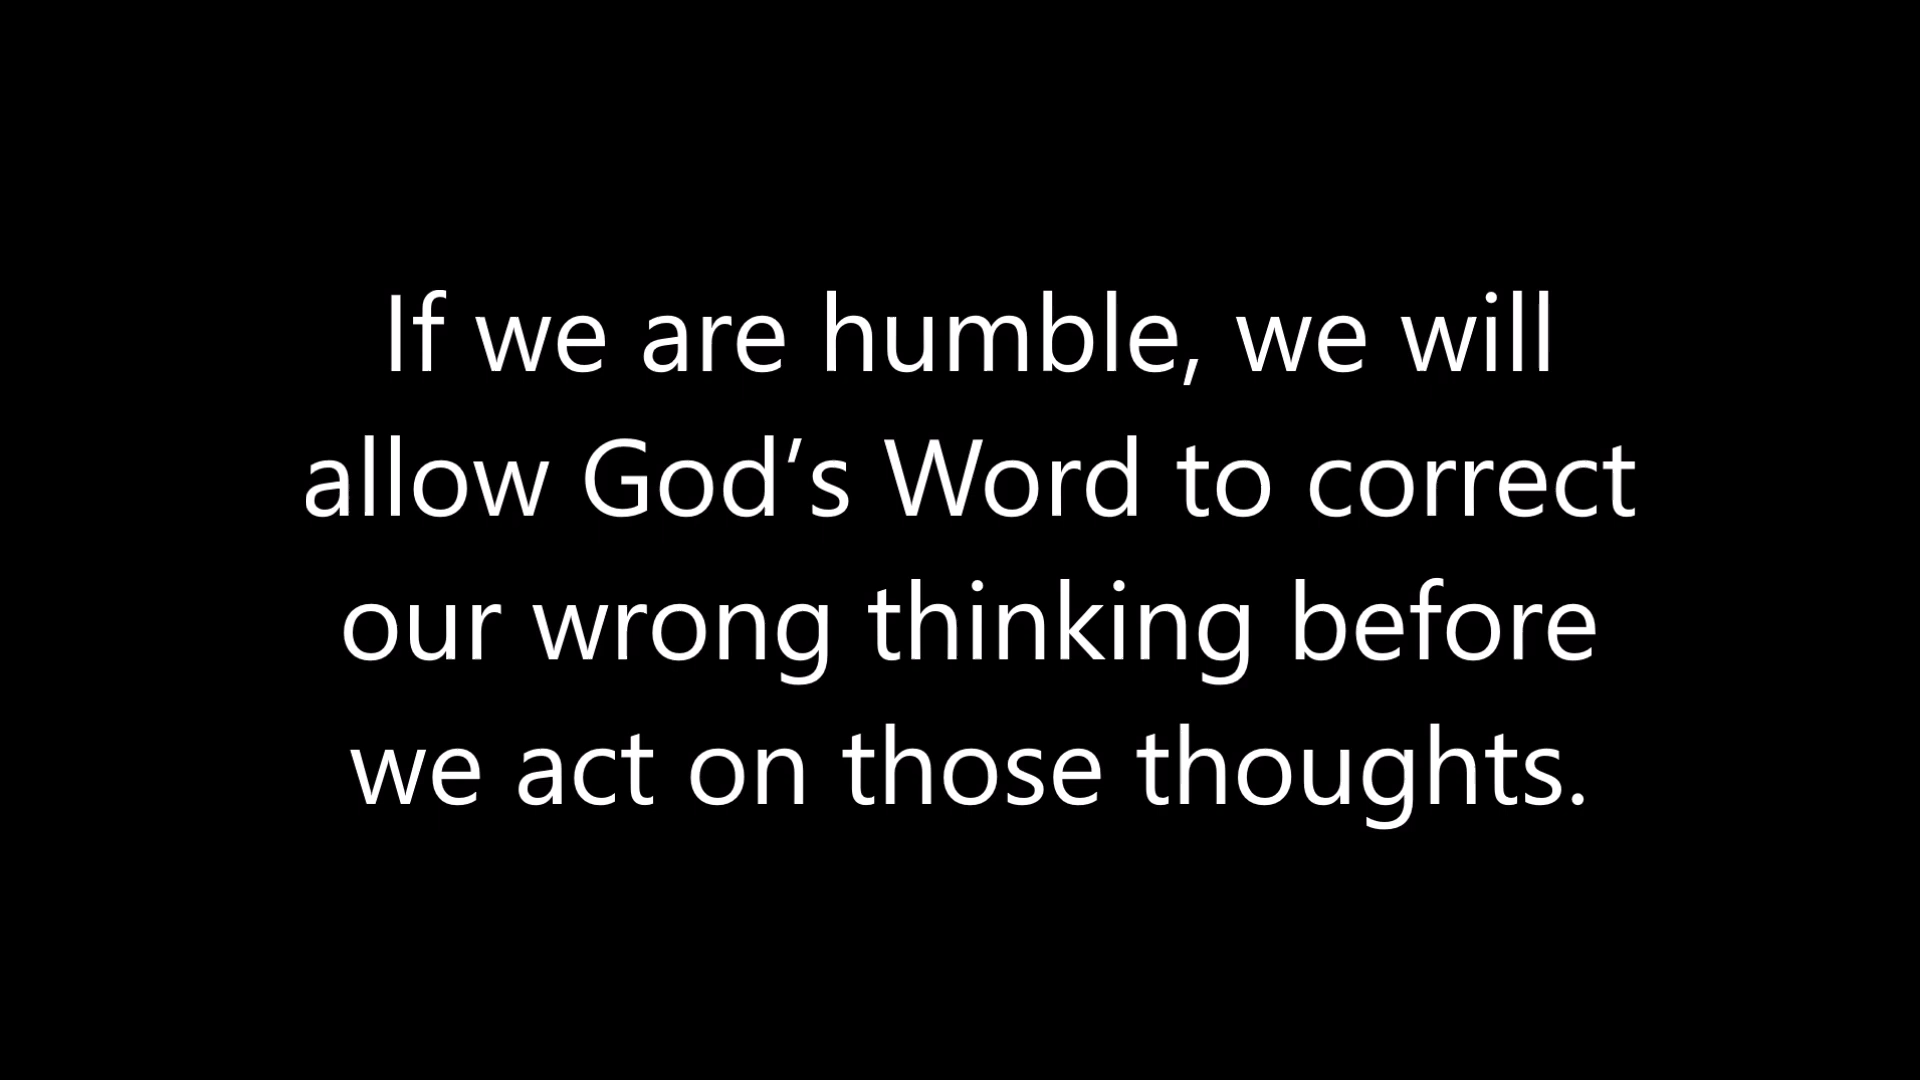 If we are humble, we will
allow God’s Word to correct
our wrong thinking before
we act on those thoughts.